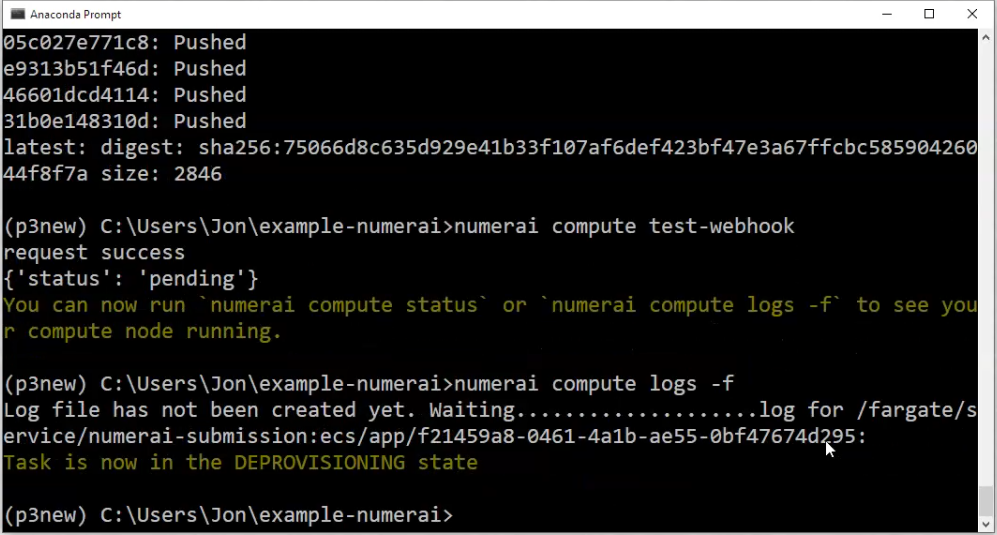 Anaconda Prompt
05c027e771c8: Pushed
e9313b51f46d: Pushed
46601dcd4114: Pushed
31b0e148310d: Pushed
latest: digest: sha256:75066d8c635d929e41b33f107af6def423bf47e3a67ffcbc585904260
44f8f7a size: 2846
(p3new) C:\Users\Jon\example-numerai>numerai compute test-webhook
request success
{'status': 'pending'}
You can now run `numerai compute status` or `numerai compute logs -f` to see you
r compute node running.
(p3new) C:\Users\Jon\example-numerai>numerai compute logs -f
Log file has not been created yet. Waiting....................log for /fargate/s
ervice/numerai-submission:ecs/app/f21459a8-0461-4a1b-ae55-0bf47674d295:
Task is now in the DEPROVISIONING state
(p3new) C:\Users\Jon\example-numerai>